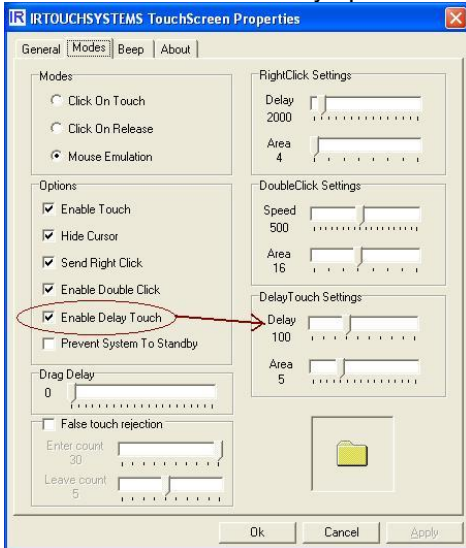 IRTOUCHSYSTEMS TouchScreen Properties
General Modes Beep About
Modes
Click On Touch
Click On Release
Mouse Emulation
Options
Enable Touch
Hide Cursor
Send Right Click
Enable Double Click
Enable Delay Touch
Prevent System To Standby
Drag Delay
0
False touch rejection
Enter count
30
Leave count
5
RightClick Settings
Delay
2000
Area
4
DoubleClick Settings
Speed
500
Area
16
DelayTouch Settings
Delay
100
Area
5
Ok Cancel Apply